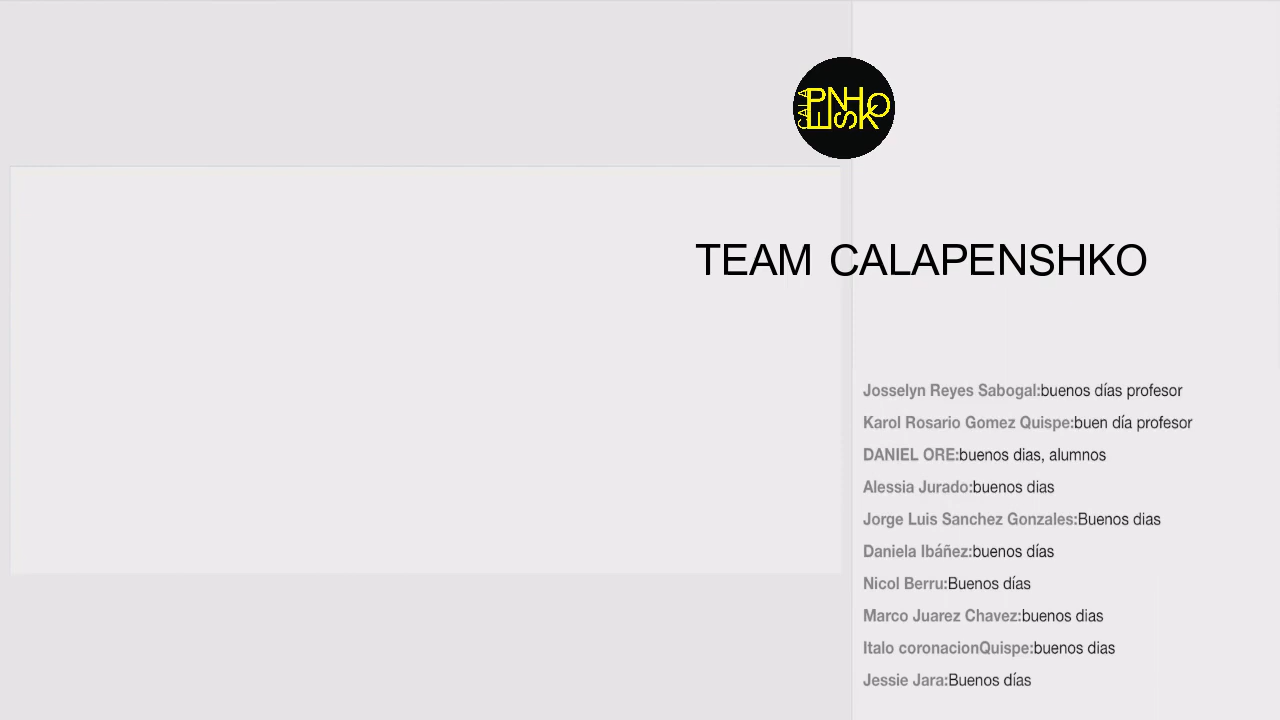 CALA
PENSHKO
TEAM CALAPENSHKO
Josselyn Reyes Sabogal:buenos días profesor
Karol Rosario Gomez Quispe:buen día profesor
DANIEL ORE:buenos dias, alumnos
Alessia Jurado:buenos dias
Jorge Luis Sanchez Gonzales:Buenos dias
Daniela Ibáñez:buenos días
Nicol Berru:Buenos días
Marco Juarez Chavez:buenos dias
Italo coronacionQuispe:buenos dias
Jessie Jara:Buenos días